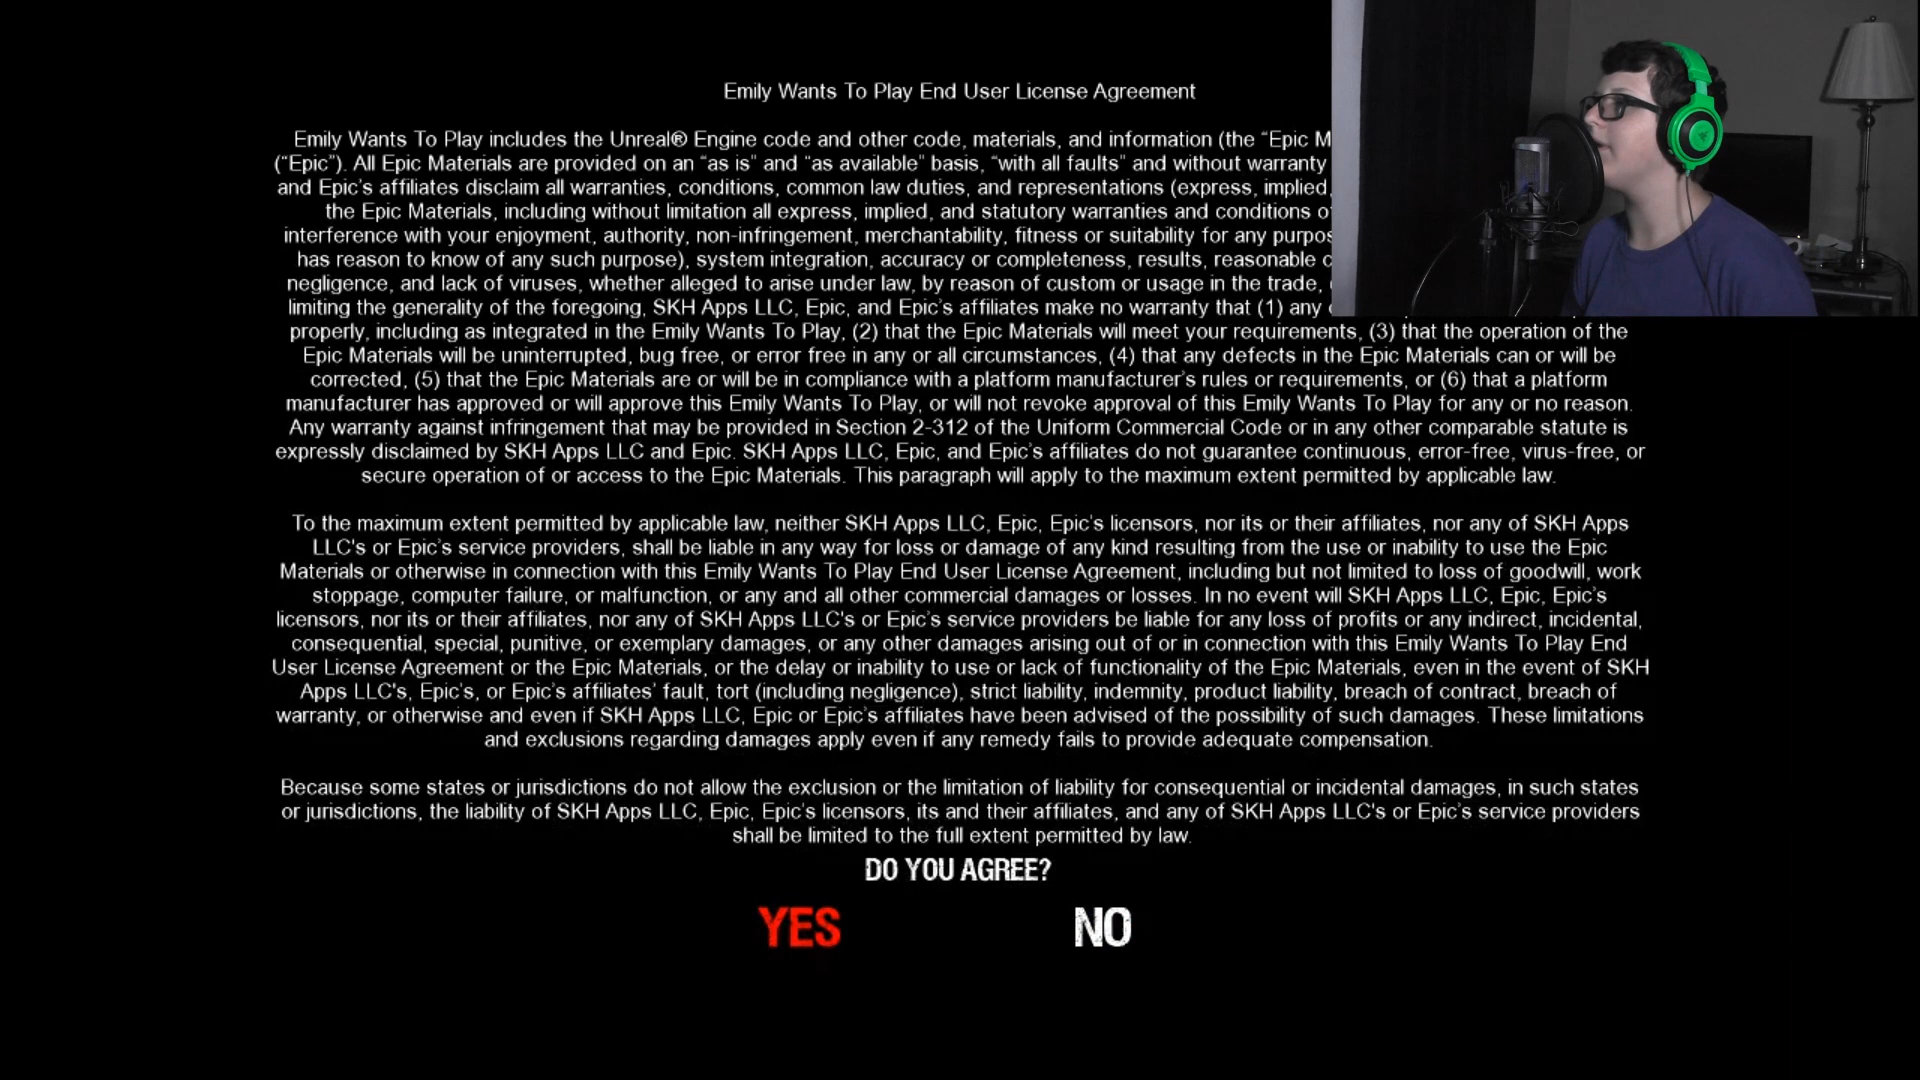 Emily Wants To Play End User License Agreement
Emily Wants To Play includes the Unreal® Engine code and other code, materials, and information (the “Epic M
(“Epic”). All Epic Materials are provided on an “as is” and “as available” basis, “with all faults” and without warranty
and Epic’s affiliates disclaim all warranties, conditions, common law duties, and representations (express, implied,
the Epic Materials, including without limitation all express, implied, and statutory warranties and conditions of
interference with your enjoyment, authority, non-infringement, merchantability, fitness or suitability for any purpos
has reason to know of any such purpose), system integration, accuracy or completeness, results, reasonable c
negligence, and lack of viruses, whether alleged to arise under law, by reason of custom or usage in the trade,
limiting the generality of the foregoing, SKH Apps LLC, Epic, and Epic’s affiliates make no warranty that (1) any
properly, including as integrated in the Emily Wants To Play, (2) that the Epic Materials will meet your requirements, (3) that the operation of the
Epic Materials will be uninterrupted, bug free, or error free in any or all circumstances, (4) that any defects in the Epic Materials can or will be
corrected, (5) that the Epic Materials are or will be in compliance with a platform manufacturer’s rules or requirements, or (6) that a platform
manufacturer has approved or will approve this Emily Wants To Play, or will not revoke approval of this Emily Wants To Play for any or no reason.
Any warranty against infringement that may be provided in Section 2-312 of the Uniform Commercial Code or in any other comparable statute is
expressly disclaimed by SKH Apps LLC and Epic. SKH Apps LLC, Epic, and Epic’s affiliates do not guarantee continuous, error-free, virus-free, or
secure operation of or access to the Epic Materials. This paragraph will apply to the maximum extent permitted by applicable law.
To the maximum extent permitted by applicable law, neither SKH Apps LLC, Epic, Epic’s licensors, nor its or their affiliates, nor any of SKH Apps
LLC's or Epic’s service providers, shall be liable in any way for loss or damage of any kind resulting from the use or inability to use the Epic
Materials or otherwise in connection with this Emily Wants To Play End User License Agreement, including but not limited to loss of goodwill, work
stoppage, computer failure, or malfunction, or any and all other commercial damages or losses. In no event will SKH Apps LLC, Epic, Epic’s
licensors, nor its or their affiliates, nor any of SKH Apps LLC's or Epic’s service providers be liable for any loss of profits or any indirect, incidental,
consequential, special, punitive, or exemplary damages, or any other damages arising out of or in connection with this Emily Wants To Play End
User License Agreement or the Epic Materials, or the delay or inability to use or lack of functionality of the Epic Materials, even in the event of SKH
Apps LLC's, Epic’s, or Epic’s affiliates’ fault, tort (including negligence), strict liability, indemnity, product liability, breach of contract, breach of
warranty, or otherwise and even if SKH Apps LLC, Epic or Epic’s affiliates have been advised of the possibility of such damages. These limitations
and exclusions regarding damages apply even if any remedy fails to provide adequate compensation.
Because some states or jurisdictions do not allow the exclusion or the limitation of liability for consequential or incidental damages, in such states
or jurisdictions, the liability of SKH Apps LLC, Epic, Epic’s licensors, its and their affiliates, and any of SKH Apps LLC's or Epic’s service providers
shall be limited to the full extent permitted by law.
DO YOU AGREE?
YES NO